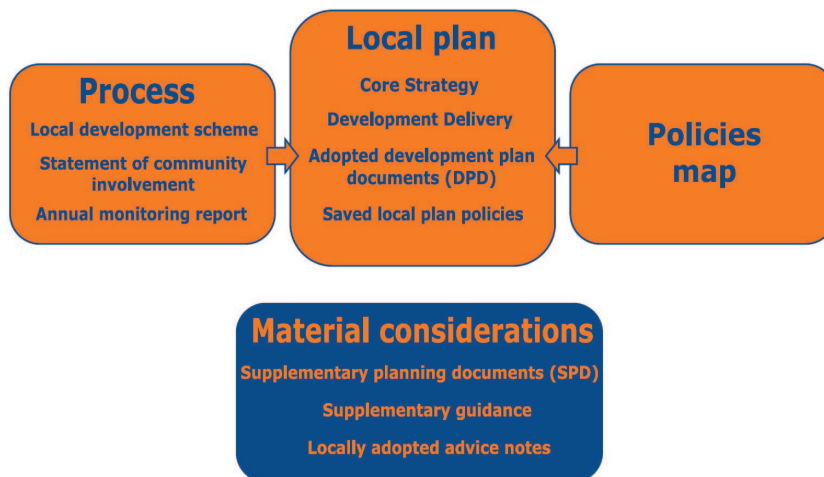 Process
Local development scheme
Statement of community
involvement
Annual monitoring report
Local plan
Core Strategy
Development Delivery
Adopted development plan
documents (DPD)
Saved local plan policies
Policies
map
Material considerations
Supplementary planning documents (SPD)
Supplementary guidance
Locally adopted advice notes